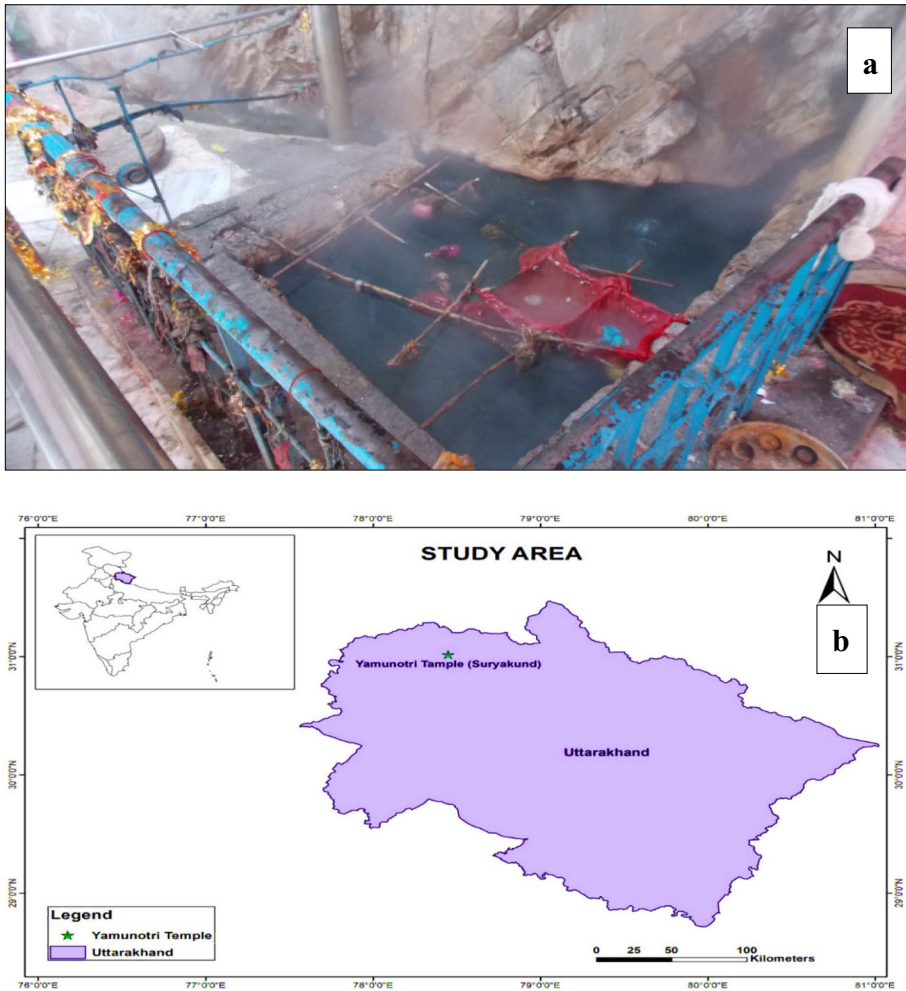 a
76°0'0"E 77°0'0"E 78°0'0"E 79°0'0"E 80°0'0"E 81°0'0"E
STUDY AREA
N
b
31°0'0"N 31°0'0"N
Yamunotri Tample (Suryakund)
Uttarakhand
30°0'0"N 30°0'0"N
29°0'0"N 29°0'0"N
Legend
Yamunotri Temple
Uttarakhand
0 25 50 100
Kilometers
76°0'0"E 77°0'0"E 78°0'0"E 79°0'0"E 80°0'0"E 81°0'0"E